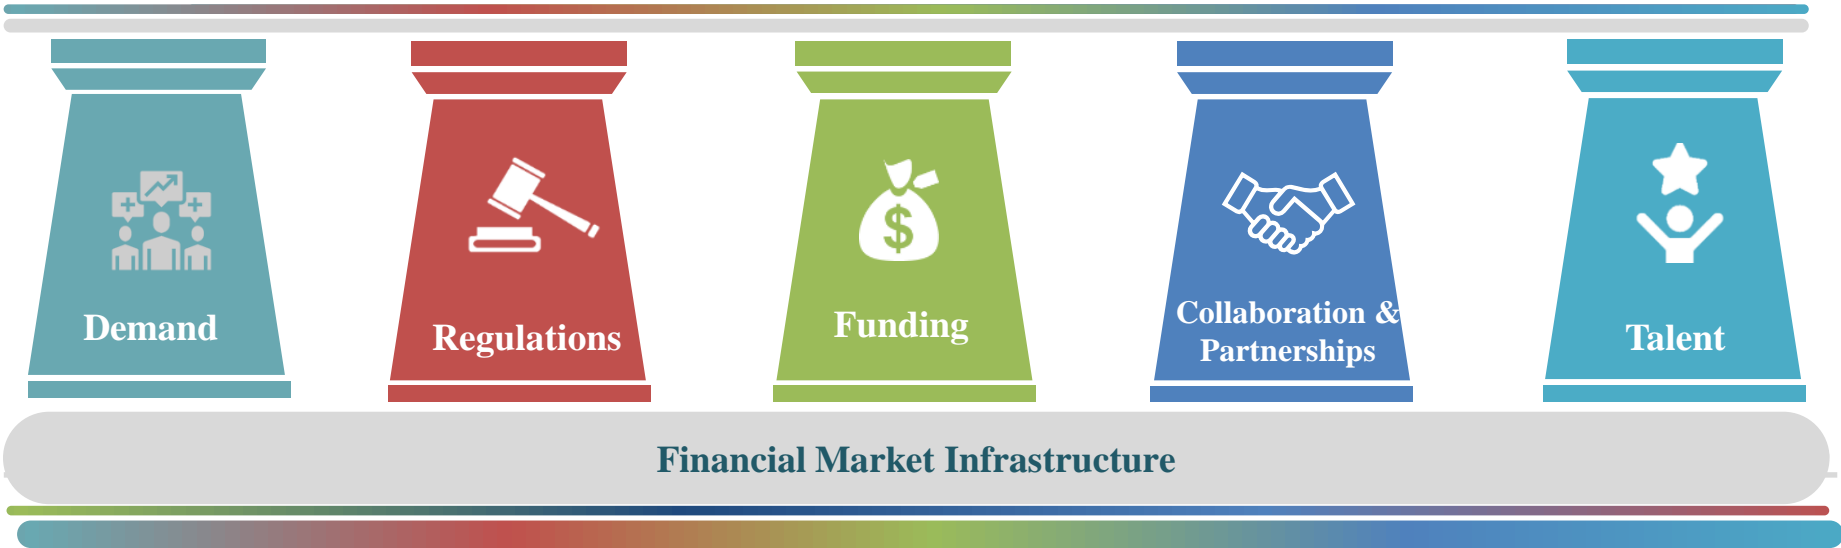 $
Demand
Regulations
Funding
Collaboration &
Partnerships
Talent
Financial Market Infrastructure